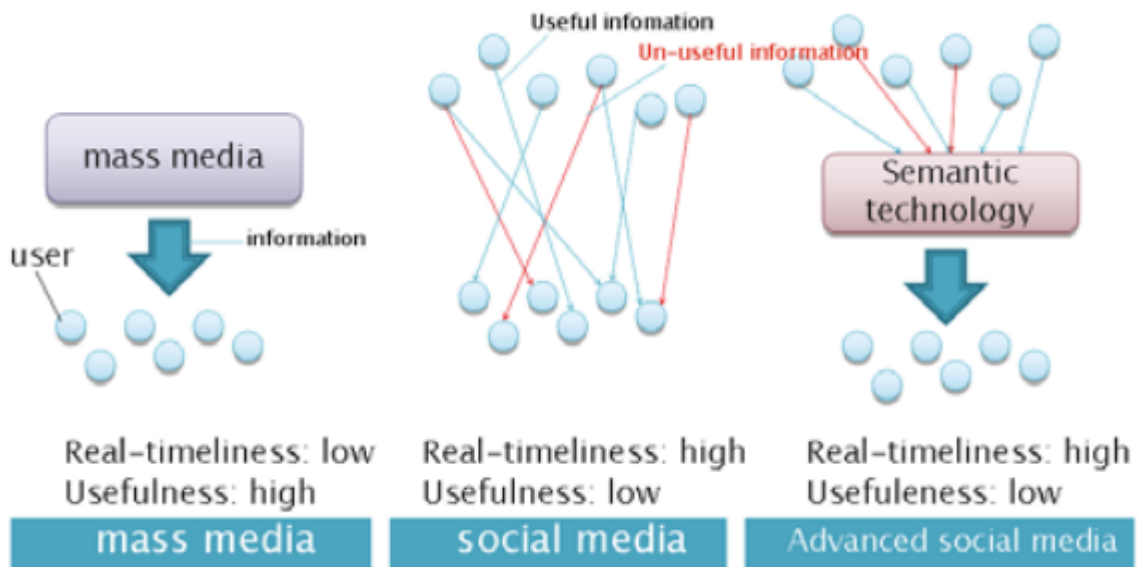 mass media
information
user
Real-timeliness: low
Usefulness: high
mass media
Useful infomation
Un-useful information
Real-timeliness: high
Usefulness: low
social media
Semantic
technology
Real-timeliness: high
Usefuleness: low
Advanced social media